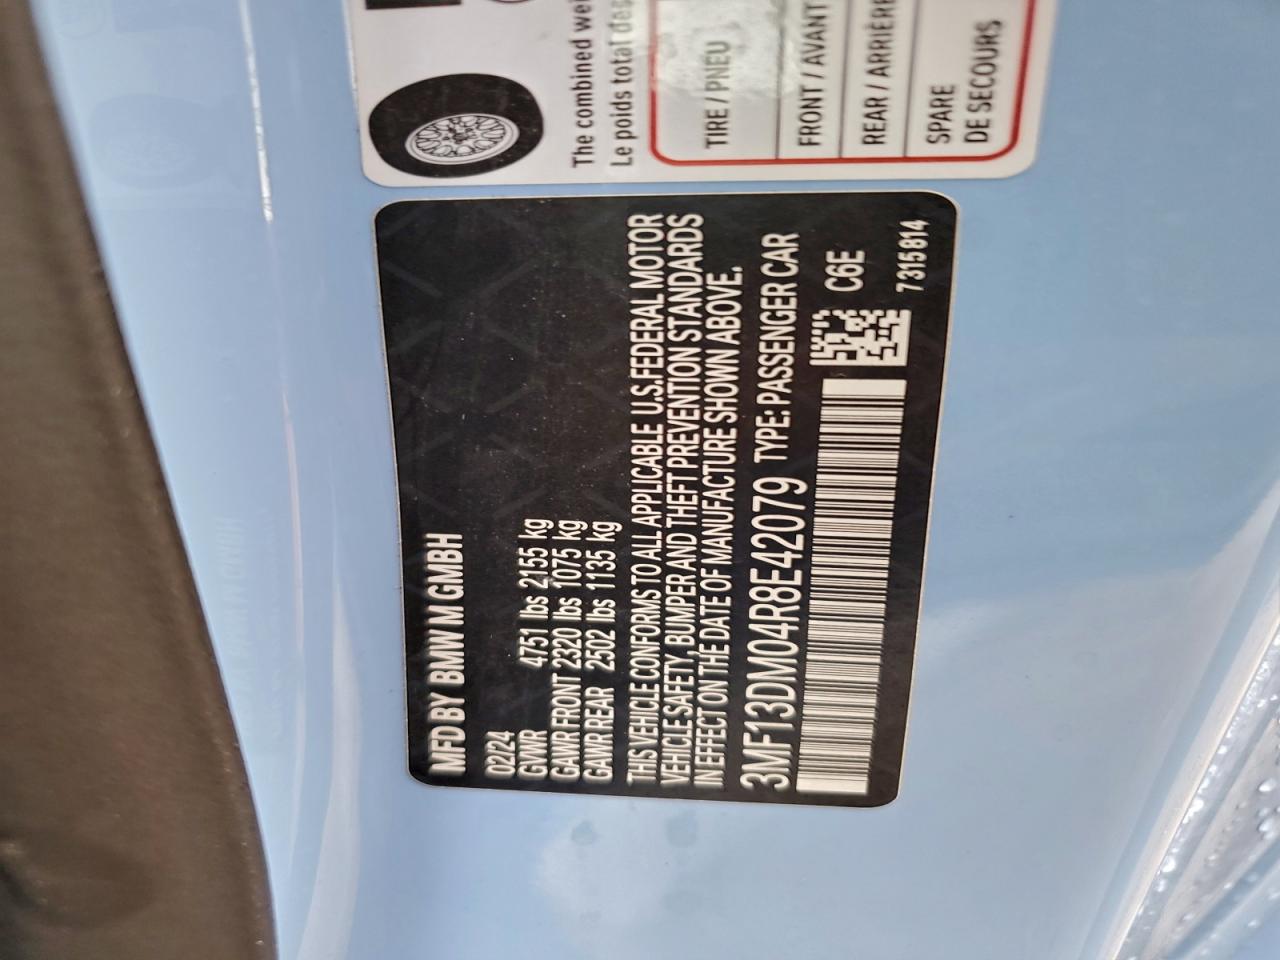 The combined wei
Le poids total des
TIRE / PNEU
FRONT / AVANT
REAR / ARRIÈRE
SPARE
DE SECOURS
MFD BY BMW M GMBH
02/24
GVWR 4751 lbs 2155 kg
GAWR FRONT 2320 lbs 1075 kg
GAWR REAR 2502 lbs 1135 kg
THIS VEHICLE CONFORMS TO ALL APPLICABLE U.S. FEDERAL MOTOR
VEHICLE SAFETY, BUMPER AND THEFT PREVENTION STANDARDS
IN EFFECT ON THE DATE OF MANUFACTURE SHOWN ABOVE.
3MF13DM04R8E42079 TYPE: PASSENGER CAR
C6E
7315814